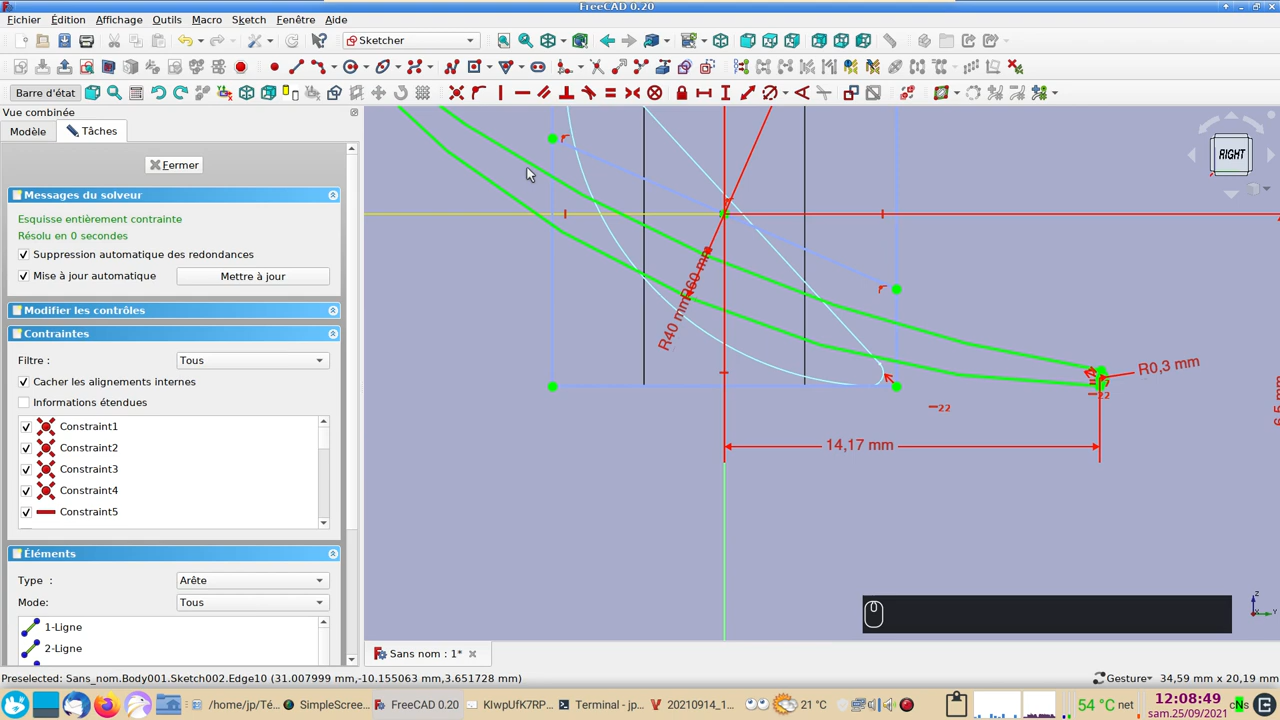 FreeCAD 0.20
Fichier Édition Affichage Outils Macro Sketch Fenêtre Aide
Sketcher
Barre d'état
Vue combinée
Modèle Tâches
Fermer
Messages du solveur
Esquisse entièrement contrainte
Résolu en 0 secondes
Suppression automatique des redondances
Mise à jour automatique Mettre à jour
Modifier les contrôles
Contraintes
Filtre : Tous
Cacher les alignements internes
Informations étendues
Constraint1
Constraint2
Constraint3
Constraint4
Constraint5
Éléments
Type : Arête
Mode: Tous
1-Ligne
2-Ligne
RIGHT
R60 mm
R40 mm
R0,3 mm
22
22
14,17 mm
Z
Y
Sans nom : 1*
Preselected: Sans_nom.Body001.Sketch002.Edge10 (31.007999 mm,-10.155063 mm,3.651728 mm)
Gesture 34,59 mm x 20,19 mm
/home/jp/Té... SimpleScree... FreeCAD 0.20 KIwpUfK7RP... Terminal - jp... 20210914_1... 21 °C 54 °C net 12:08:49
sam.25/09/2021